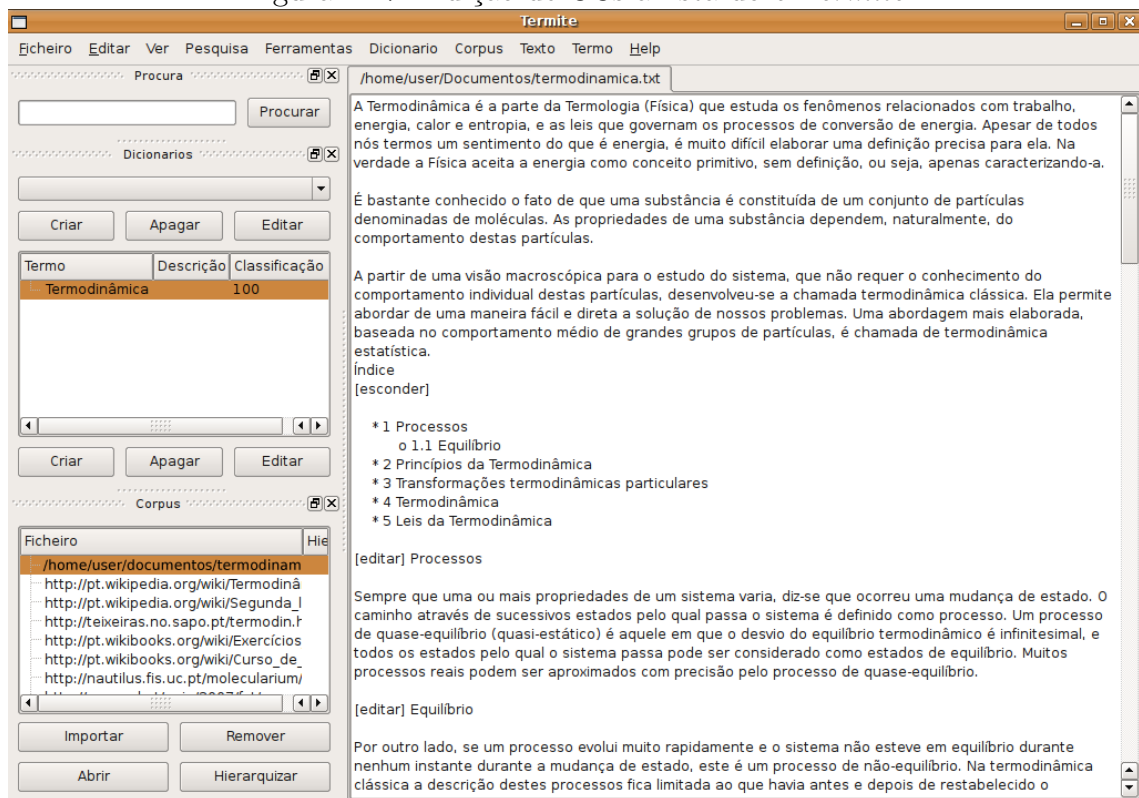 Termite
Ficheiro Editar Ver Pesquisa Ferramentas Dicionario Corpus Texto Termo Help
Procura
Procurar
Dicionarios
Criar Apagar Editar
Termo Descrição Classificação
Termodinâmica 100
Criar Apagar Editar
Corpus
Ficheiro Hie
/home/user/documentos/termodinam
http://pt.wikipedia.org/wiki/Termodinâ
http://pt.wikipedia.org/wiki/Segunda_l
http://teixeiras.no.sapo.pt/termodin.h
http://pt.wikibooks.org/wiki/Exercícios
http://pt.wikibooks.org/wiki/Curso_de_
http://nautilus.fis.uc.pt/molecularium/
Importar Remover
Abrir Hierarquizar
/home/user/Documentos/termodinamica.txt
A Termodinâmica é a parte da Termologia (Física) que estuda os fenômenos relacionados com trabalho,
energia, calor e entropia, e as leis que governam os processos de conversão de energia. Apesar de todos
nós termos um sentimento do que é energia, é muito difícil elaborar uma definição precisa para ela. Na
verdade a Física aceita a energia como conceito primitivo, sem definição, ou seja, apenas caracterizando-a.
É bastante conhecido o fato de que uma substância é constituída de um conjunto de partículas
denominadas de moléculas. As propriedades de uma substância dependem, naturalmente, do
comportamento destas partículas.
A partir de uma visão macroscópica para o estudo do sistema, que não requer o conhecimento do
comportamento individual destas partículas, desenvolveu-se a chamada termodinâmica clássica. Ela permite
abordar de uma maneira fácil e direta a solução de nossos problemas. Uma abordagem mais elaborada,
baseada no comportamento médio de grandes grupos de partículas, é chamada de termodinâmica
estatística.
Índice
[esconder]
* 1 Processos
o 1.1 Equilíbrio
* 2 Princípios da Termodinâmica
* 3 Transformações termodinâmicas particulares
* 4 Termodinâmica
* 5 Leis da Termodinâmica
[editar] Processos
Sempre que uma ou mais propriedades de um sistema varia, diz-se que ocorreu uma mudança de estado. O
caminho através de sucessivos estados pelo qual passa o sistema é definido como processo. Um processo
de quase-equilíbrio (quasi-estático) é aquele em que o desvio do equilíbrio termodinâmico é infinitesimal, e
todos os estados pelo qual o sistema passa pode ser considerado como estados de equilíbrio. Muitos
processos reais podem ser aproximados com precisão pelo processo de quase-equilíbrio.
[editar] Equilíbrio
Por outro lado, se um processo evolui muito rapidamente e o sistema não esteve em equilíbrio durante
nenhum instante durante a mudança de estado, este é um processo de não-equilíbrio. Na termodinâmica
clássica a descrição destes processos fica limitada ao que havia antes e depois de restabelecido o